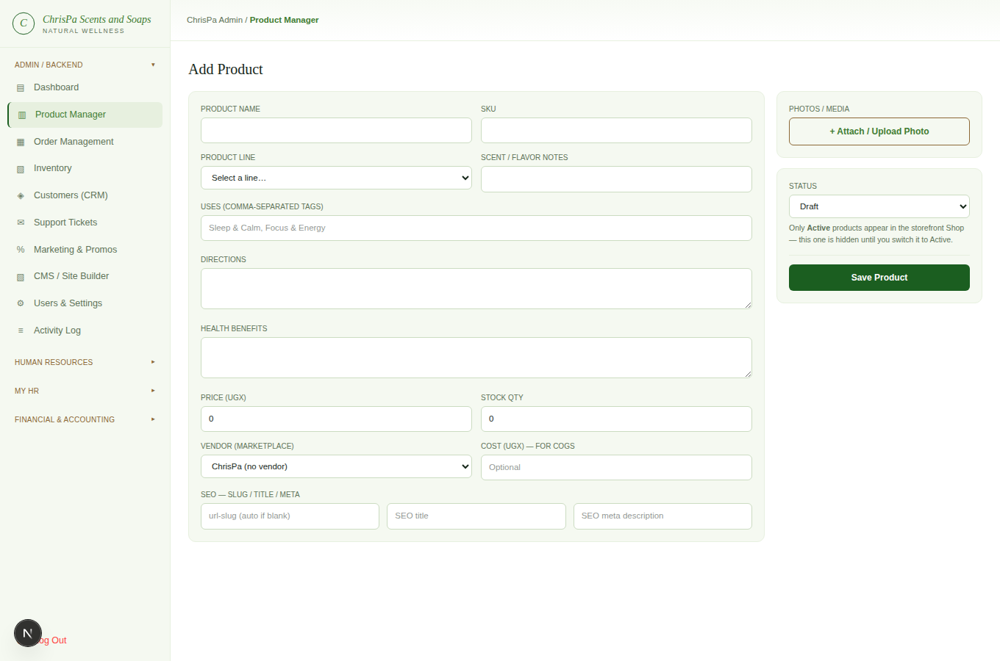 C
ChrisPa Scents and Soaps
NATURAL WELLNESS
ChrisPa Admin / Product Manager
ADMIN / BACKEND
Dashboard
Product Manager
Order Management
Inventory
Customers (CRM)
Support Tickets
% Marketing & Promos
CMS / Site Builder
Users & Settings
Activity Log
HUMAN RESOURCES
MY HR
FINANCIAL & ACCOUNTING
N
og Out
Add Product
PRODUCT NAME
SKU
PRODUCT LINE
Select a line…
SCENT / FLAVOR NOTES
USES (COMMA-SEPARATED TAGS)
Sleep & Calm, Focus & Energy
DIRECTIONS
HEALTH BENEFITS
PRICE (UGX)
0
STOCK QTY
0
VENDOR (MARKETPLACE)
ChrisPa (no vendor)
COST (UGX) — FOR COGS
Optional
SEO — SLUG / TITLE / META
url-slug (auto if blank)
SEO title
SEO meta description
PHOTOS / MEDIA
+ Attach / Upload Photo
STATUS
Draft
Only Active products appear in the storefront Shop
— this one is hidden until you switch it to Active.
Save Product